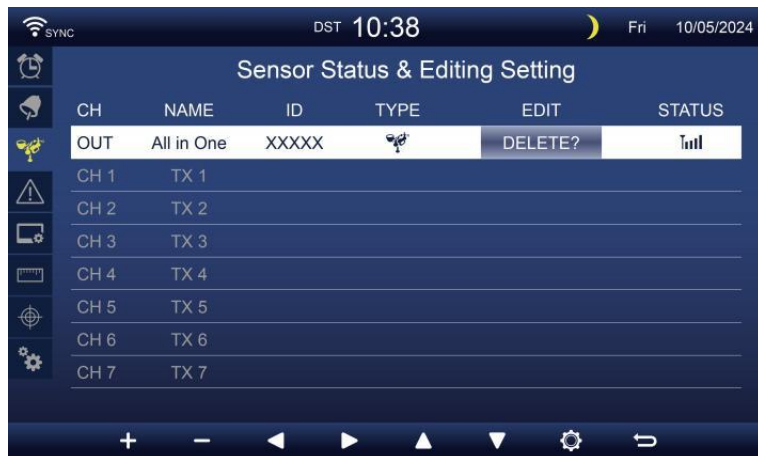 SYNC DST 10:38 Fri 10/05/2024
Sensor Status & Editing Setting
CH NAME ID TYPE EDIT STATUS
OUT All in One XXXXX DELETE?
CH 1 TX 1
CH 2 TX 2
CH 3 TX 3
CH 4 TX 4
CH 5 TX 5
CH 6 TX 6
CH 7 TX 7